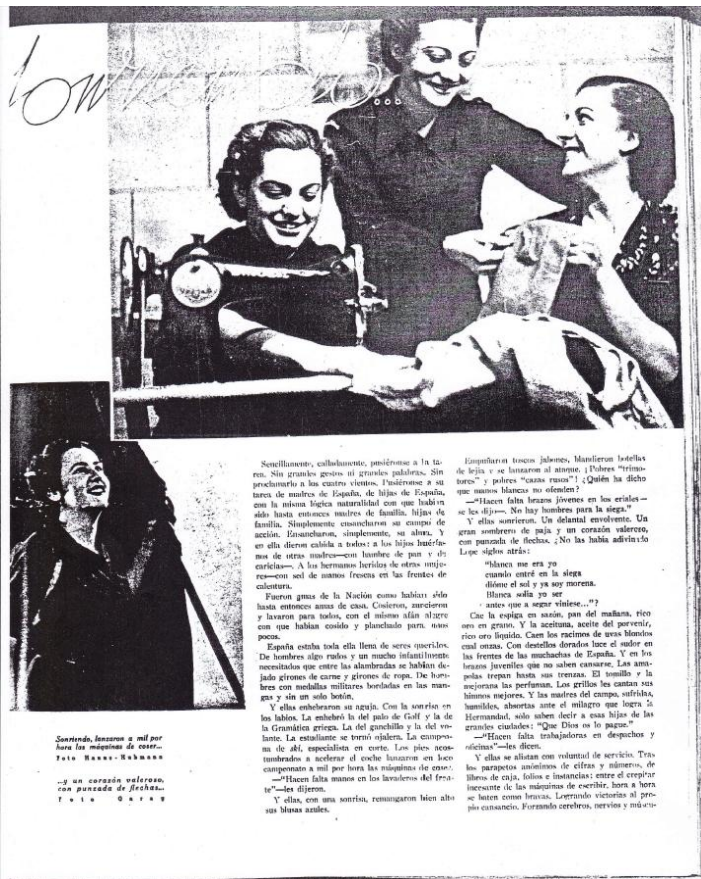 Sencillamente, calladamente, pusiéronse a la ta-
rea. Sin grandes gestos ni grandes palabras. Sin
proclamarlo a los cuatro vientos. Pusiéronse a su
tarea de madres de España, de hijas de España,
con la misma lógica naturalidad con que habían
sido hasta entonces madres de familia, hijas de
familia. Simplemente ensancharon su campo de
acción. Ensancharon, simplemente, su alma. Y
en ella dieron cabida a todos: a los hijos huérfa-
nos de otras madres—con hambre de pan y de
caricias—. A los hermanos heridos de otras muje-
res—con sed de manos frescas en las frentes de
calentura.
Fueron amas de la Nación como habían sido
hasta entonces amas de casa. Cosieron, zurcieron
y lavaron para todos, con el mismo afán alegre
con que habían cosido y planchado para unos
pocos.
España estaba toda ella llena de seres queridos.
De hombres algo rudos y un mucho infantilmente
necesitados que entre las alambradas se habían de-
jado girones de carne y girones de ropa. De hom-
bres con medallas militares bordadas en las man-
gas y sin un solo botón.
Y ellas enhebraron su aguja. Con la sonrisa en
los labios. La enhebró la del palo de Golf y la de
la Gramática griega. La del ganchillo y la del vo-
lante. La estudiante se tornó ojalera. La campeo-
na de ski, especialista en corte. Los pies acos-
tumbrados a acelerar el coche lanzaron en loco
campeonato a mil por hora las máquinas de coser.
—"Hacen falta manos en los lavaderos del fren-
te"—les dijeron.
Y ellas, con una sonrisa, remangaron bien alto
sus blusas azules.
Empuñaron toscos jabones, blandieron botellas
de lejía y se lanzaron al ataque. ¡Pobres "trimo-
tores" y pobres "cazas rusos"! ¿Quién ha dicho
que manos blancas no ofenden?
—"Hacen falta brazos jóvenes en los eriales—
se les dijo—. No hay hombres para la siega."
Y ellas sonrieron. Un delantal envolvente. Un
gran sombrero de paja y un corazón valeroso,
con punzada de flechas. ¿No las había adivinado
Lope siglos atrás:
"blanca me era yo
cuando entré en la siega
dióme el sol y ya soy morena.
Blanca solía yo ser
antes que a segar viniese..."?
Cae la espiga en sazón, pan del mañana, rico
oro en grano. Y la aceituna, aceite del porvenir,
rico oro líquido. Caen los racimos de uvas blondos
cual onzas. Con destellos dorados luce el sudor en
las frentes de las muchachas de España. Y en los
brazos juveniles que no saben cansarse. Las ama-
polas trepan hasta sus trenzas. El tomillo y la
mejorana las perfuman. Los grillos les cantan sus
himnos mejores. Y las madres del campo, sufridas,
humildes, absortas ante el milagro que logra la
Hermandad, sólo saben decir a esas hijas de las
grandes ciudades: "Que Dios os lo pague."
—"Hacen falta trabajadoras en despachos y
oficinas"—les dicen.
Y ellas se alistan con voluntad de servicio. Tras
los parapetos anónimos de cifras y números, de
libros de caja, folios e instancias; entre el crepitar
incesante de las máquinas de escribir, hora a hora
se baten como bravas. Logrando victorias al pro-
pio cansancio. Forzando cerebros, nervios y múscu-
Sonriendo, lanzaron a mil por
hora las máquinas de coser...
Foto Hanns-Hubmann
...y un corazón valeroso,
con punzada de flechas...
Foto Garay